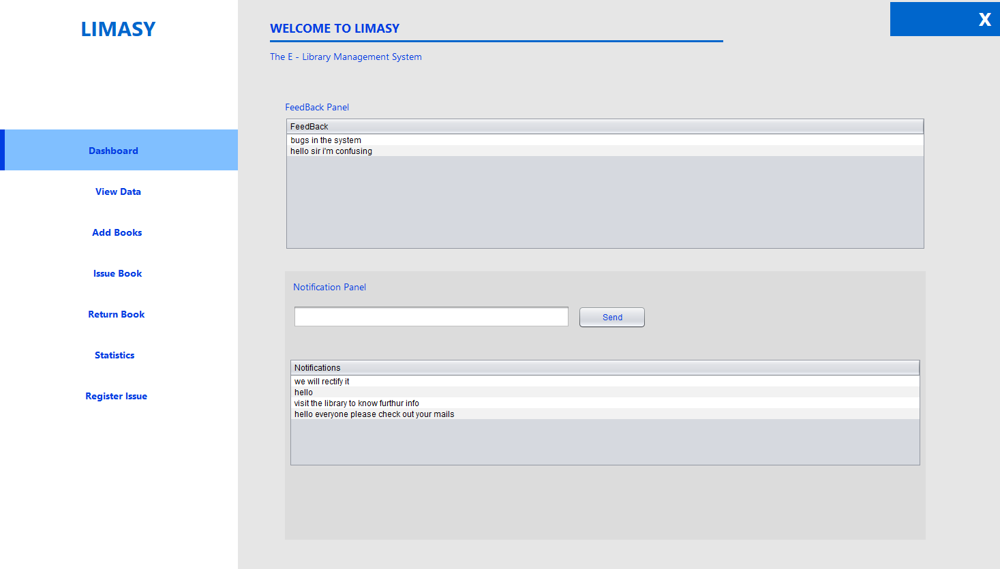 LIMASY
Dashboard
View Data
Add Books
Issue Book
Return Book
Statistics
Register Issue
WELCOME TO LIMASY
X
The E - Library Management System
FeedBack Panel
FeedBack
bugs in the system
hello sir i'm confusing
Notification Panel
Send
Notifications
we will rectify it
hello
visit the library to know furthur info
hello everyone please check out your mails